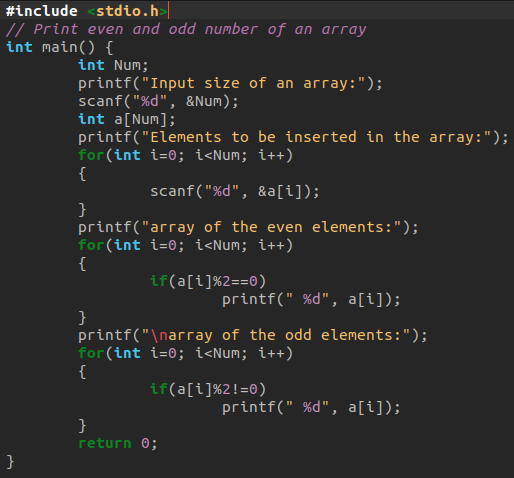 #include <stdio.h>
// Print even and odd number of an array
int main() {
        int Num;
        printf("Input size of an array:");
        scanf("%d", &Num);
        int a[Num];
        printf("Elements to be inserted in the array:");
        for(int i=0; i<Num; i++)
        {
                scanf("%d", &a[i]);
        }
        printf("array of the even elements:");
        for(int i=0; i<Num; i++)
        {
                if(a[i]%2==0)
                        printf(" %d", a[i]);
        }
        printf("\narray of the odd elements:");
        for(int i=0; i<Num; i++)
        {
                if(a[i]%2!=0)
                        printf(" %d", a[i]);
        }
        return 0;
}